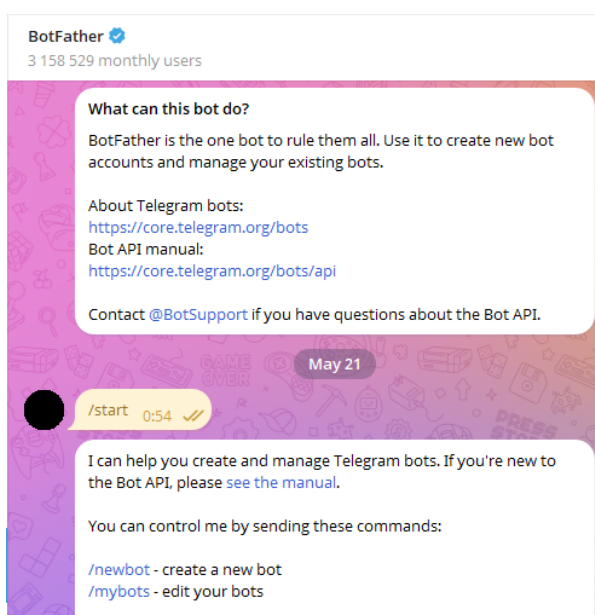 BotFather
3 158 529 monthly users
What can this bot do?
BotFather is the one bot to rule them all. Use it to create new bot
accounts and manage your existing bots.
About Telegram bots:
https://core.telegram.org/bots
Bot API manual:
https://core.telegram.org/bots/api
Contact @BotSupport if you have questions about the Bot API.
GAME
OVER
May 21
/start 0:54
PRESS
START
I can help you create and manage Telegram bots. If you're new to
the Bot API, please see the manual.
You can control me by sending these commands:
/newbot - create a new bot
/mybots - edit your bots